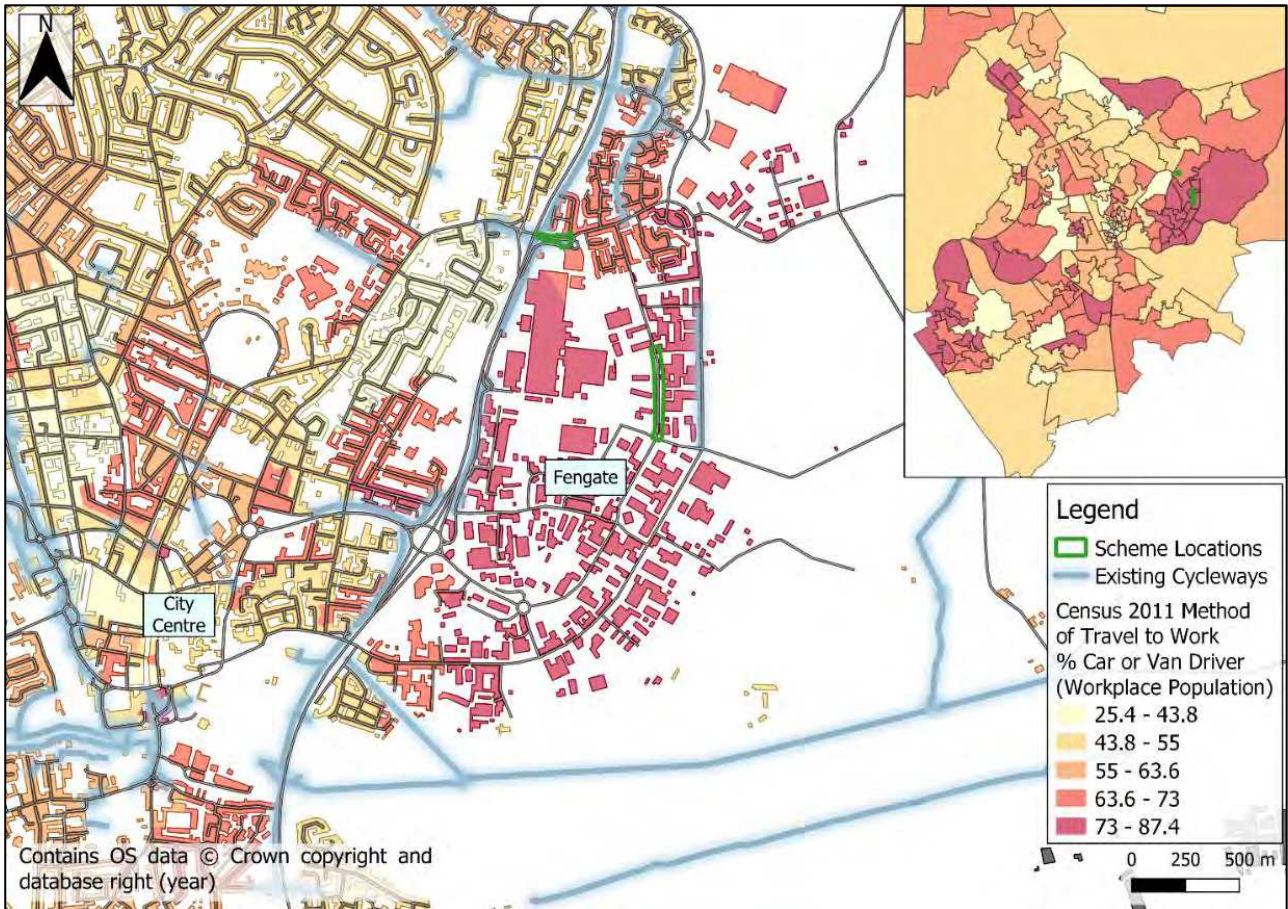 N
Fengate
City
Centre
Legend
Scheme Locations
Existing Cycleways
Census 2011 Method
of Travel to Work
% Car or Van Driver
(Workplace Population)
25.4 - 43.8
43.8 - 55
55 - 63.6
63.6 - 73
73 - 87.4
0 250 500 m
Contains OS data © Crown copyright and
database right (year)